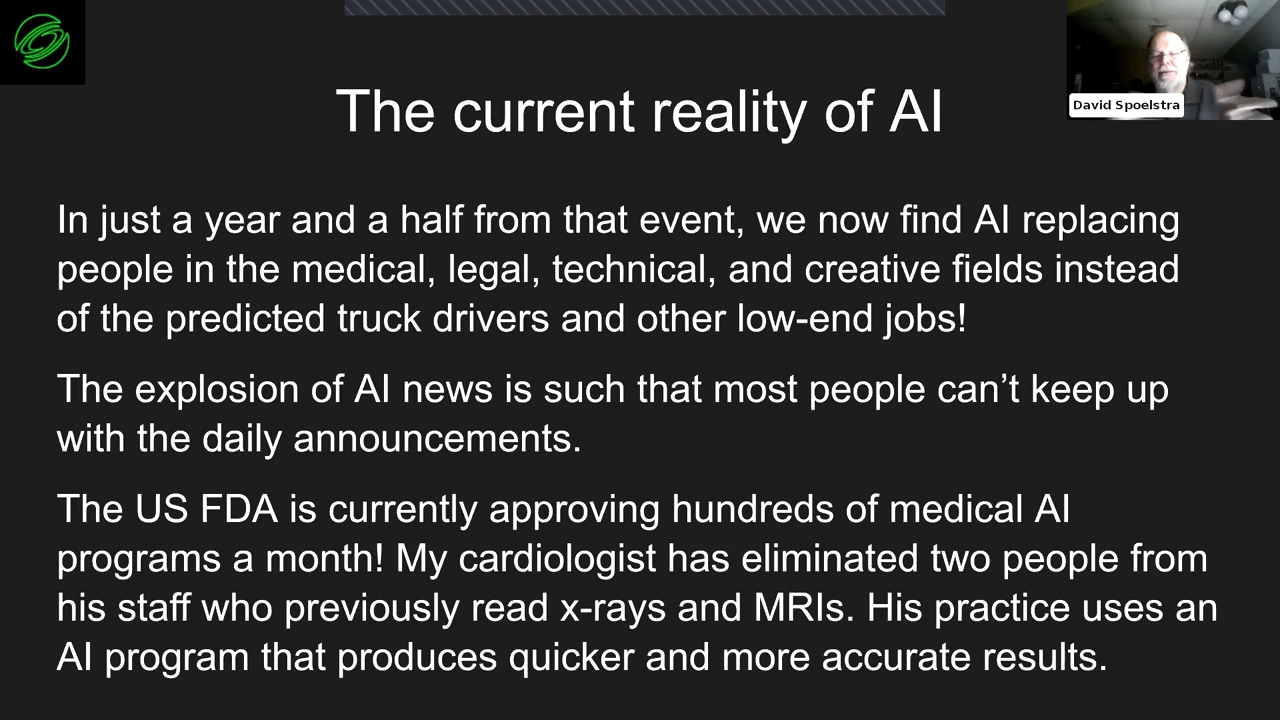 The current reality of AI
David Spoelstra
In just a year and a half from that event, we now find AI replacing
people in the medical, legal, technical, and creative fields instead
of the predicted truck drivers and other low-end jobs!
The explosion of AI news is such that most people can’t keep up
with the daily announcements.
The US FDA is currently approving hundreds of medical AI
programs a month! My cardiologist has eliminated two people from
his staff who previously read x-rays and MRIs. His practice uses an
AI program that produces quicker and more accurate results.